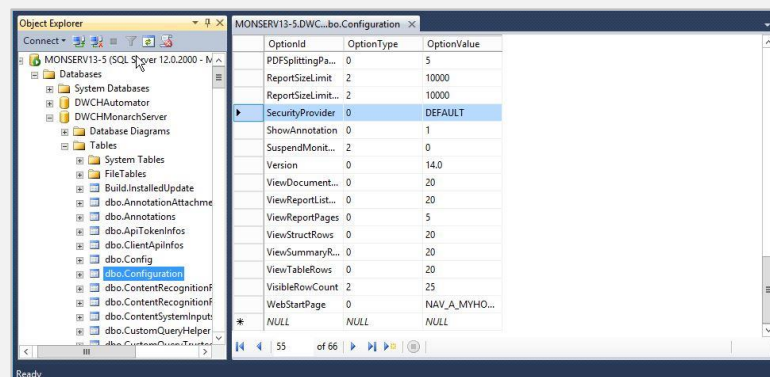 Object Explorer
Connect
MONSERV13-5 (SQL Server 12.0.2000 - M
Databases
System Databases
DWCHAutomator
DWCHMonarchServer
Database Diagrams
Tables
System Tables
FileTables
Build.InstalledUpdate
dbo.AnnotationAttachme
dbo.Annotations
dbo.ApiTokenInfos
dbo.ClientApiInfos
dbo.Config
dbo.Configuration
dbo.ContentRecognitionF
dbo.ContentRecognitionF
dbo.ContentSystemInputs
dbo.CustomQueryHelper
dbo.CustomQueryTrusted
MONSERV13-5.DWC...bo.Configuration
OptionId OptionType OptionValue
PDFSplittingPa... 0 5
ReportSizeLimit 2 10000
ReportSizeLimit... 2 10000
SecurityProvider 0 DEFAULT
ShowAnnotation 0 1
SuspendMonit... 2 0
Version 0 14.0
ViewDocument... 0 20
ViewReportList... 0 20
ViewReportPages 0 5
ViewStructRows 0 20
ViewSummaryR... 0 20
ViewTableRows 0 20
VisibleRowCount 2 25
WebStartPage 0 NAV_A_MYHO...
NULL NULL NULL
55 of 66
Ready